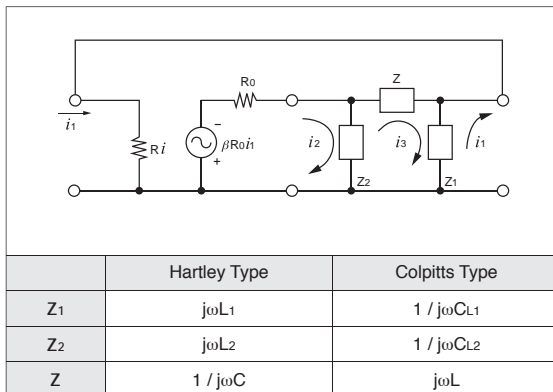 R0
Z
i1
Ri
−
βR0i1
+
i2
i3
i1
Z2
Z1
Hartley Type Colpitts Type
Z1 jωL1 1 / jωCL1
Z2 jωL2 1 / jωCL2
Z 1 / jωC jωL